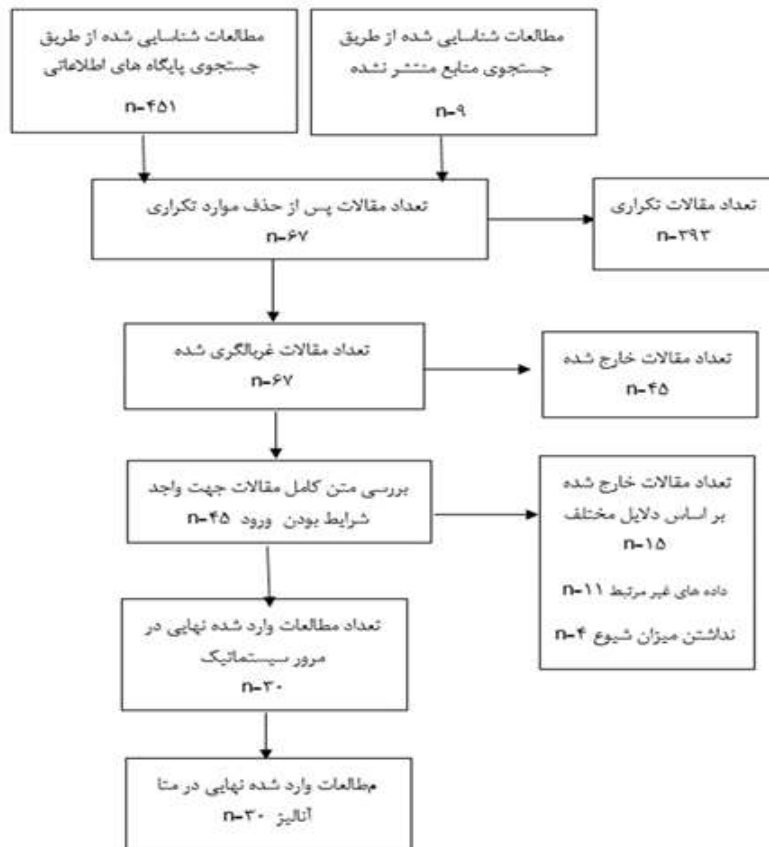 مطالعات شناسایی شده از طریق
جستجوی پایگاه های اطلاعاتی
n=۴۵۱
مطالعات شناسایی شده از طریق
جستجوی منابع منتشر نشده
n=۹
تعداد مقالات پس از حذف موارد تکراری
n=۶۷
تعداد مقالات تکراری
n=۳۹۳
تعداد مقالات غربالگری شده
n=۶۷
تعداد مقالات خارج شده
n=۴۵
بررسی متن کامل مقالات جهت واجد
شرایط بودن ورود n=۴۵
تعداد مقالات خارج شده
بر اساس دلایل مختلف
n=۱۵
داده های غیر مرتبط n=۱۱
نداشتن میزان شیوع n=۴
تعداد مطالعات وارد شده نهایی در
مرور سیستماتیک
n=۳۰
مطالعات وارد شده نهایی در متا
آنالیز n=۳۰